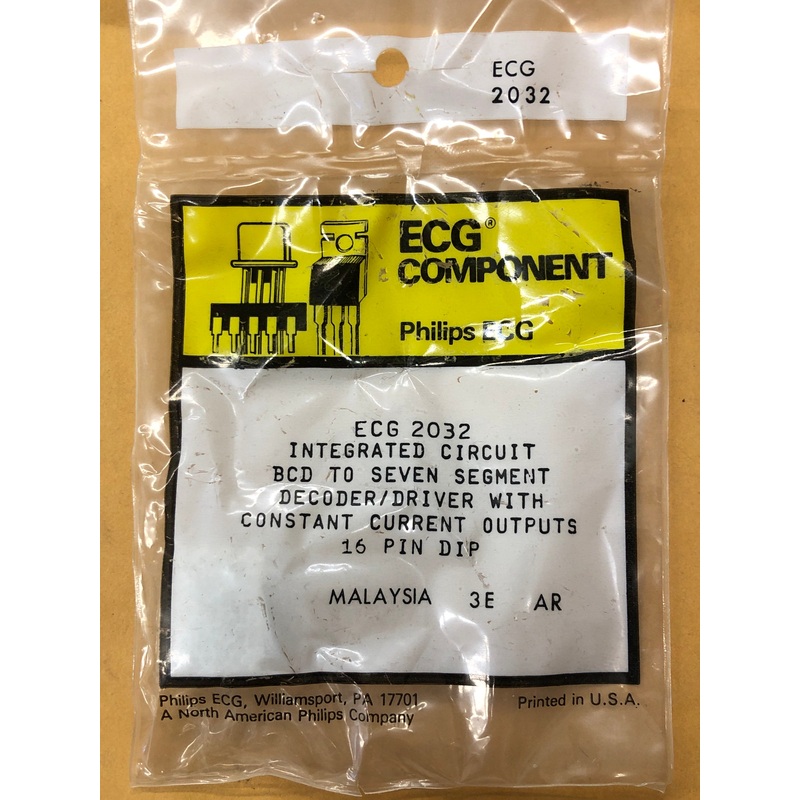 ECG
2032
ECG®
COMPONENT
Philips ECG
ECG 2032
INTEGRATED CIRCUIT
BCD TO SEVEN SEGMENT
DECODER/DRIVER WITH
CONSTANT CURRENT OUTPUTS
16 PIN DIP
MALAYSIA 3E AR
Philips ECG, Williamsport, PA 17701
A North American Philips Company
Printed in U.S.A.